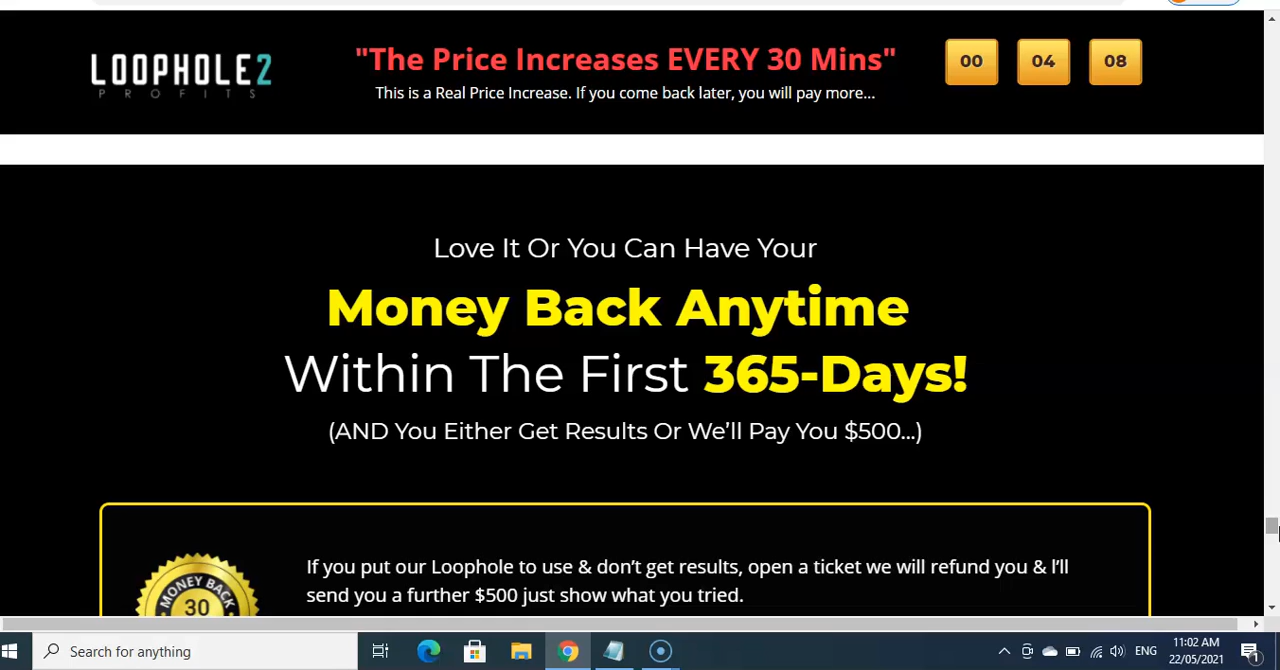 LOOPHOLE2
PROFITS
"The Price Increases EVERY 30 Mins"
This is a Real Price Increase. If you come back later, you will pay more...
00 04 08
Love It Or You Can Have Your
Money Back Anytime
Within The First 365-Days!
(AND You Either Get Results Or We'll Pay You $500...)
MONEY BACK
30
If you put our Loophole to use & don't get results, open a ticket we will refund you & I'll
send you a further $500 just show what you tried.
Search for anything
ENG
11:02 AM
22/05/2021
1